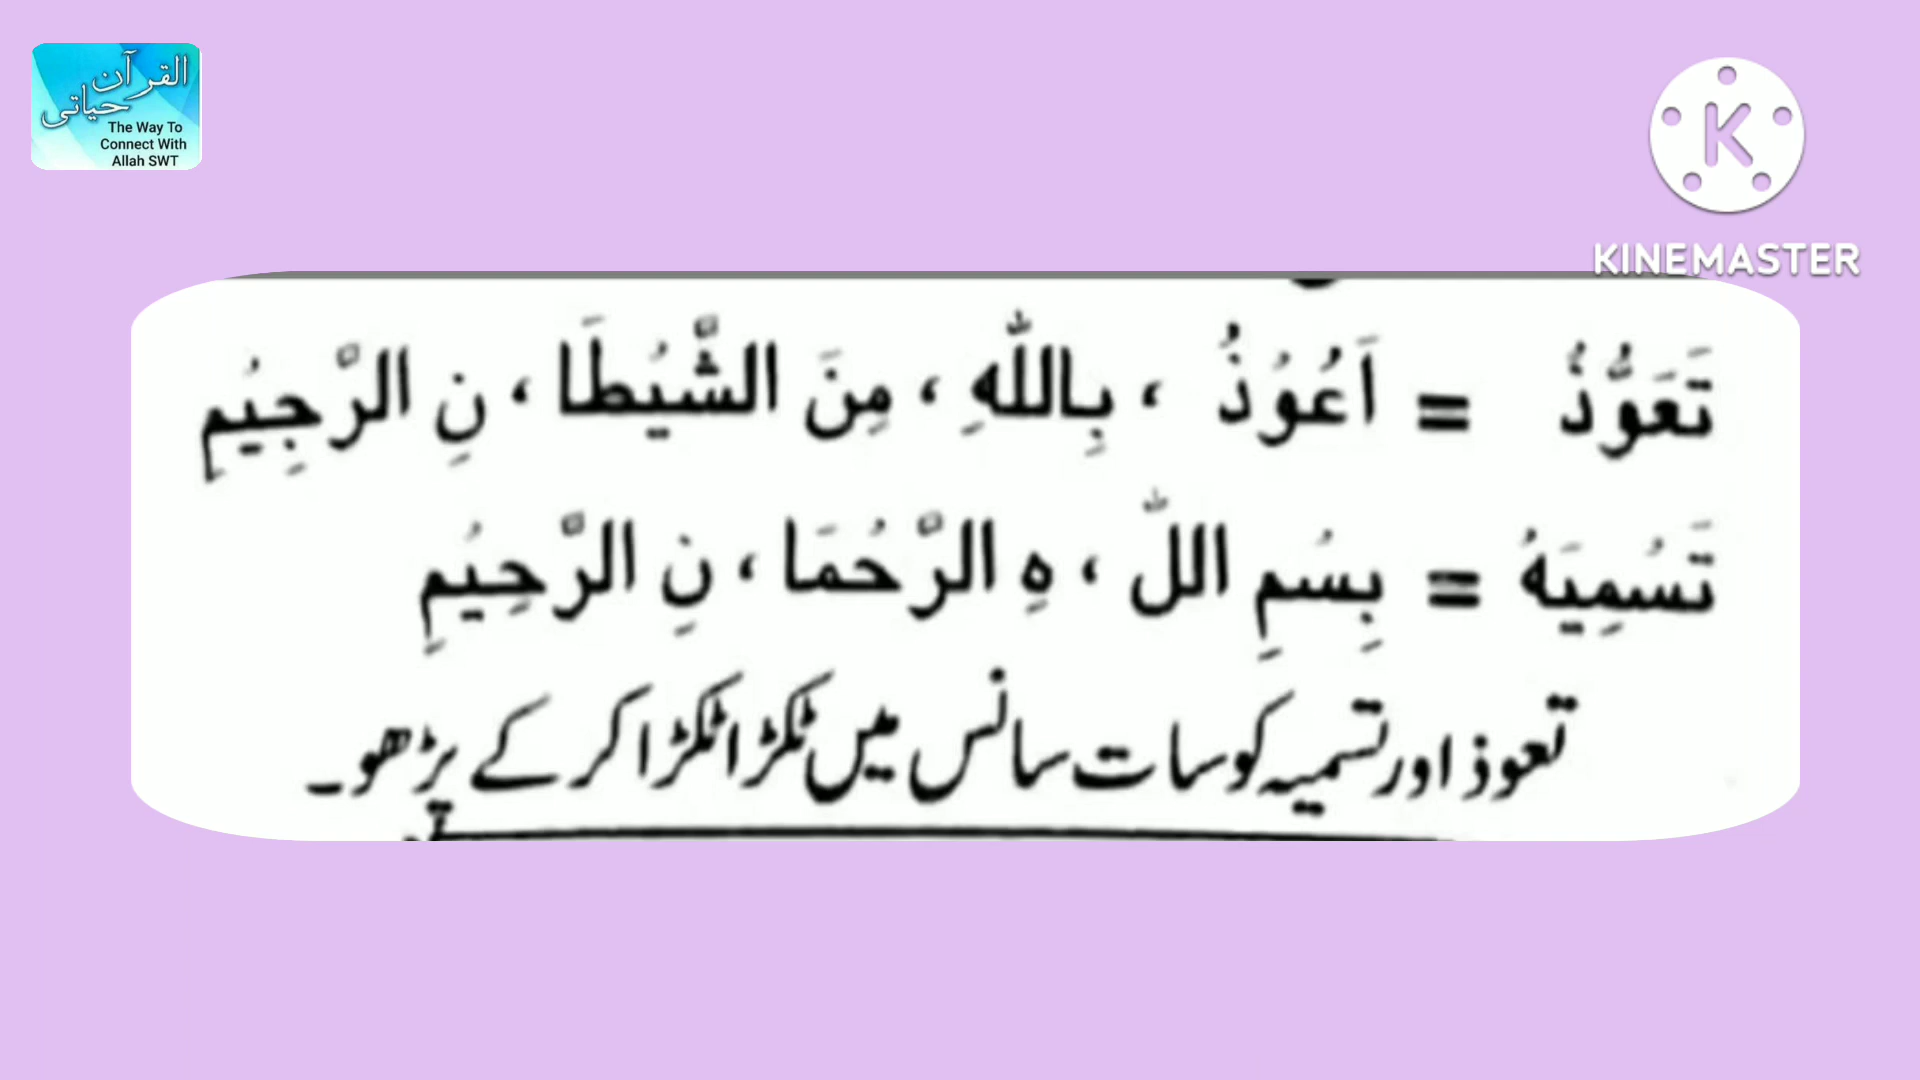 القرآن حیاتی
The Way To
Connect With
Allah SWT
K
KINEMASTER
تَعَوُّذْ = اَعُوْذُ ، بِاللّٰهِ ، مِنَ الشَّيْطَا ، نِ الرَّجِيْمِ
تَسْمِيَهْ = بِسْمِ اللّٰ ، هِ الرَّحْمَا ، نِ الرَّحِيْمِ
تعوذ اور تسمیہ کو سات سانس میں ٹکڑا ٹکڑا کر کے پڑھو۔